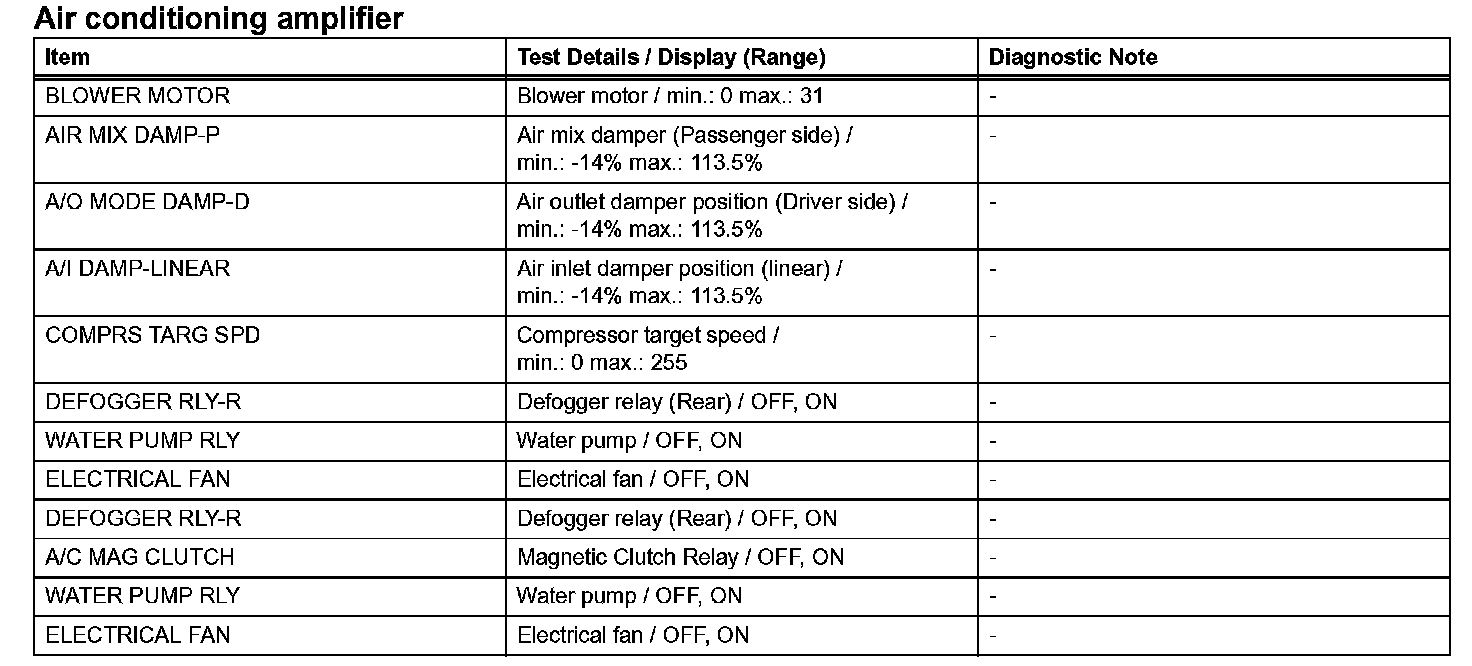 Air conditioning amplifier
Item Test Details / Display (Range) Diagnostic Note
BLOWER MOTOR Blower motor / min.: 0 max.: 31 -
AIR MIX DAMP-P Air mix damper (Passenger side) / -
min.: -14% max.: 113.5%
A/O MODE DAMP-D Air outlet damper position (Driver side) / -
min.: -14% max.: 113.5%
A/I DAMP-LINEAR Air inlet damper position (linear) / -
min.: -14% max.: 113.5%
COMPRS TARG SPD Compressor target speed / -
min.: 0 max.: 255
DEFOGGER RLY-R Defogger relay (Rear) / OFF, ON -
WATER PUMP RLY Water pump / OFF, ON -
ELECTRICAL FAN Electrical fan / OFF, ON -
DEFOGGER RLY-R Defogger relay (Rear) / OFF, ON -
A/C MAG CLUTCH Magnetic Clutch Relay / OFF, ON -
WATER PUMP RLY Water pump / OFF, ON -
ELECTRICAL FAN Electrical fan / OFF, ON -